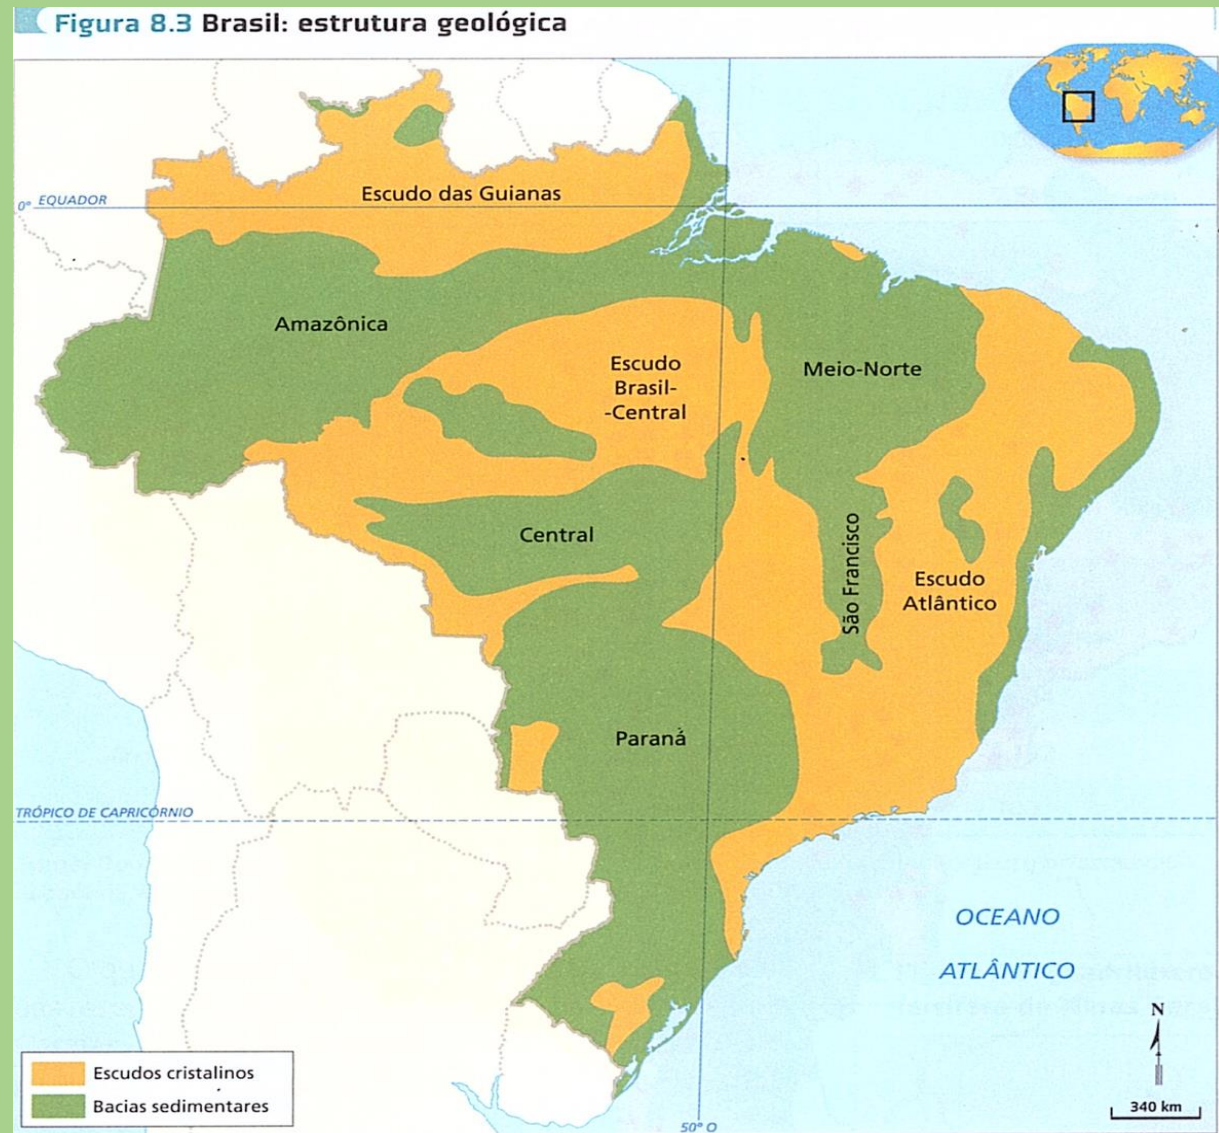 Figura 8.3 Brasil: estrutura geológica
Escudo das Guianas
0° EQUADOR
Amazônica
Escudo
Brasil-
-Central
Meio-Norte
Central
São Francisco
Escudo
Atlântico
Paraná
TRÓPICO DE CAPRICÓRNIO
OCEANO
ATLÂNTICO
N
Escudos cristalinos
Bacias sedimentares
340 km
50° O